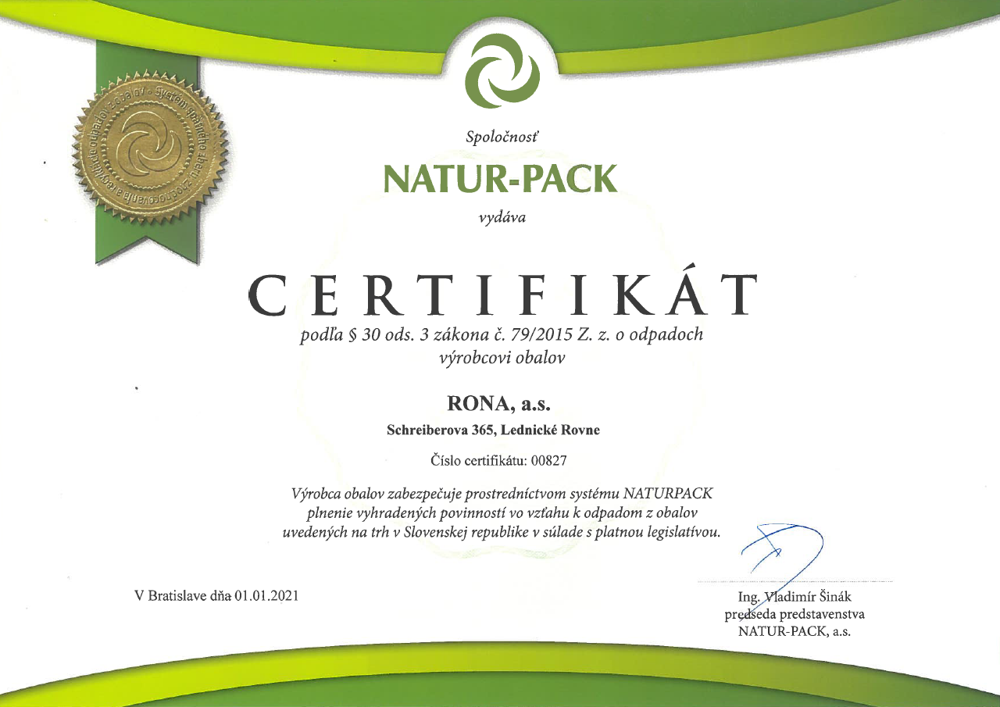 Spoločnosť
NATUR-PACK
vydáva
CERTIFIKÁT
podľa § 30 ods. 3 zákona č. 79/2015 Z. z. o odpadoch
výrobcovi obalov
RONA, a.s.
Schreiberova 365, Lednické Rovne
Číslo certifikátu: 00827
Výrobca obalov zabezpečuje prostredníctvom systému NATURPACK
plnenie vyhradených povinností vo vzťahu k odpadom z obalov
uvedených na trh v Slovenskej republike v súlade s platnou legislatívou.
V Bratislave dňa 01.01.2021
Ing. Vladimír Šinák
predseda predstavenstva
NATUR-PACK, a.s.
Systém spätného zberu, zhodnocovania a recyklácie odpadov z obalov